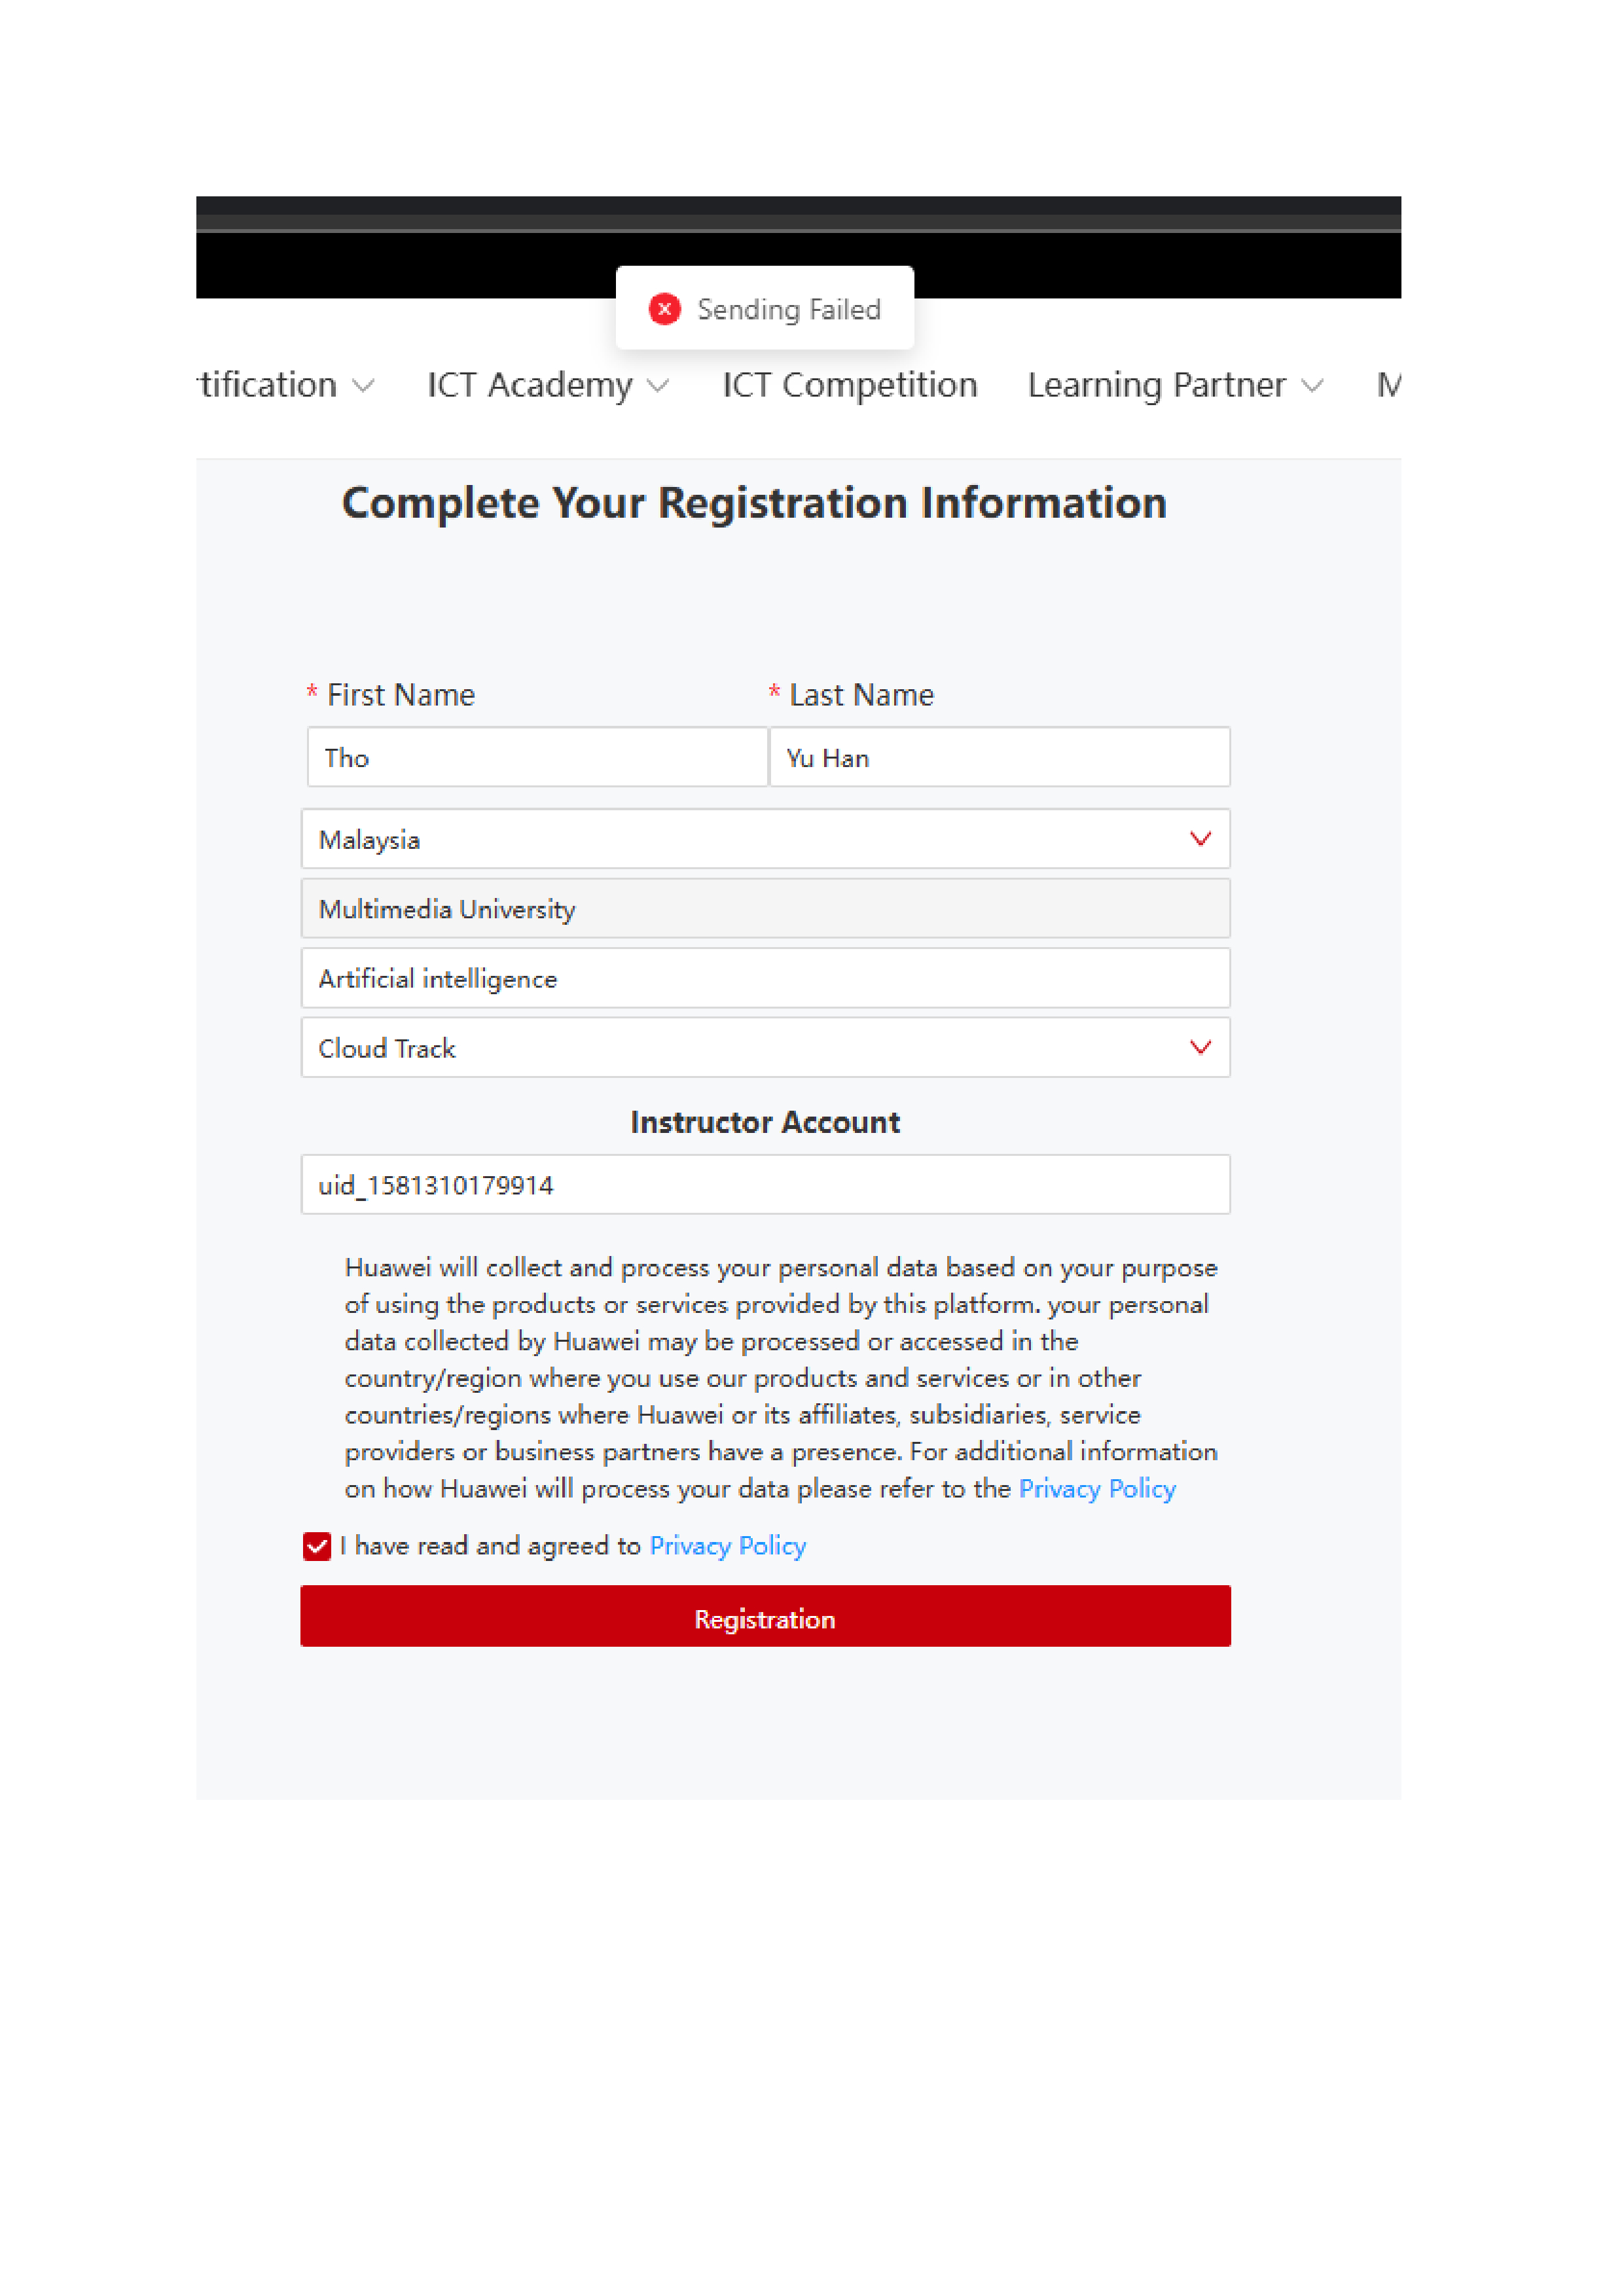 Sending Failed
tification ICT Academy ICT Competition Learning Partner M
Complete Your Registration Information
* First Name * Last Name
Tho Yu Han
Malaysia
Multimedia University
Artificial intelligence
Cloud Track
Instructor Account
uid_1581310179914
Huawei will collect and process your personal data based on your purpose
of using the products or services provided by this platform. your personal
data collected by Huawei may be processed or accessed in the
country/region where you use our products and services or in other
countries/regions where Huawei or its affiliates, subsidiaries, service
providers or business partners have a presence. For additional information
on how Huawei will process your data please refer to the Privacy Policy
I have read and agreed to Privacy Policy
Registration